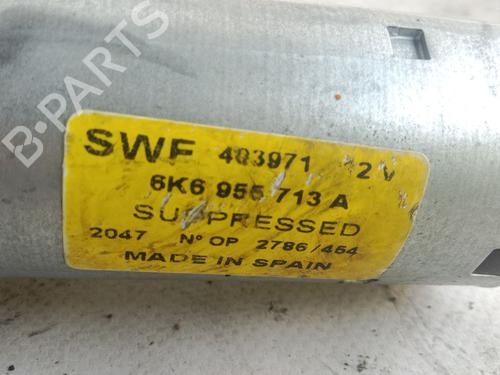 B-PARTS
SWF 403971 12 V
6K6 955 713 A
SUPPRESSED
2047 Nº OP 2786/454
MADE IN SPAIN